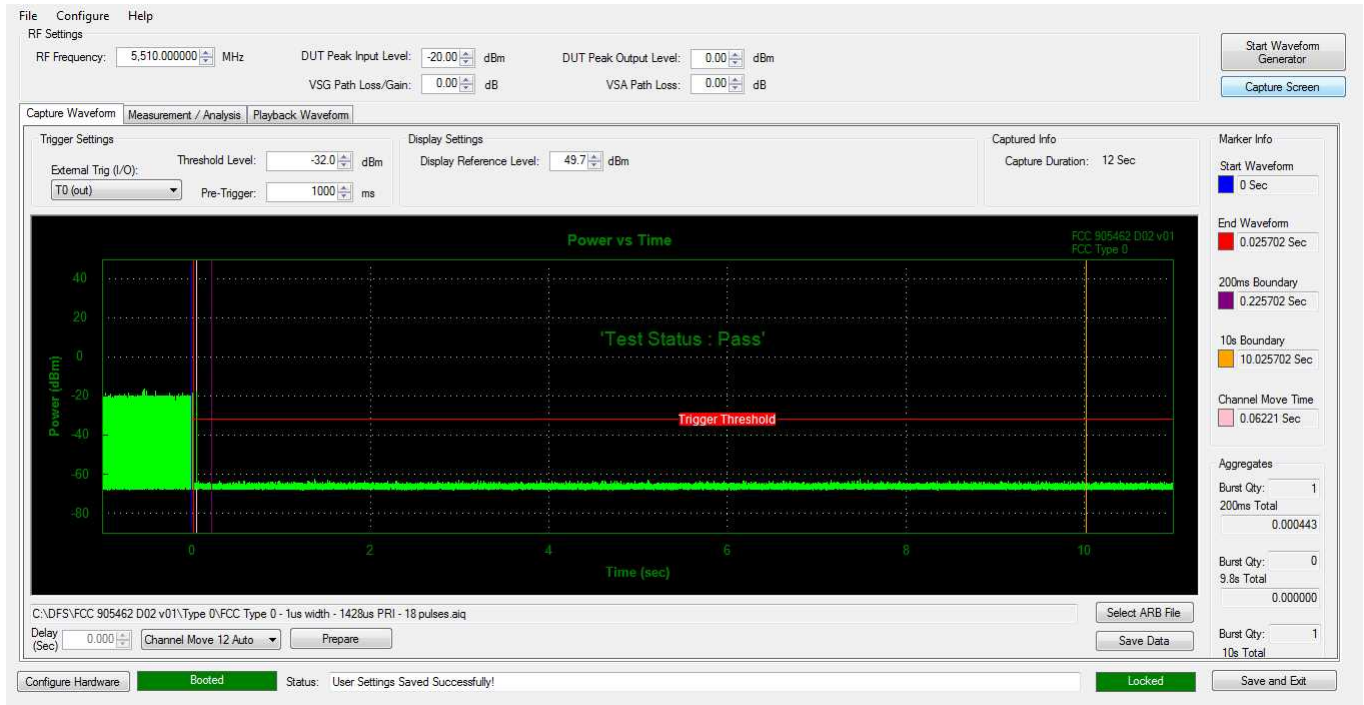 File Configure Help
RF Settings
RF Frequency: 5,510.000000 MHz DUT Peak Input Level: -20.00 dBm DUT Peak Output Level: 0.00 dBm
VSG Path Loss/Gain: 0.00 dB VSA Path Loss: 0.00 dB
Start Waveform
Generator
Capture Screen
Capture Waveform Measurement / Analysis Playback Waveform
Trigger Settings
External Trig (I/O):
T0 (out)
Threshold Level: -32.0 dBm
Pre-Trigger: 1000 ms
Display Settings
Display Reference Level: 49.7 dBm
Captured Info
Capture Duration: 12 Sec
Marker Info
Start Waveform
0 Sec
End Waveform
0.025702 Sec
200ms Boundary
0.225702 Sec
10s Boundary
10.025702 Sec
Channel Move Time
0.06221 Sec
Aggregates
Burst Qty: 1
200ms Total
0.000443
Burst Qty: 0
9.8s Total
0.000000
Burst Qty: 1
10s Total
Power vs Time
FCC 905462 D02 v01
FCC Type 0
'Test Status : Pass'
Trigger Threshold
Power (dBm)
40
20
0
-20
-40
-60
-80
0 2 4 6 8 10
Time (sec)
C:\DFS\FCC 905462 D02 v01\Type 0\FCC Type 0 - 1us width - 1428us PRI - 18 pulses.aiq
Select ARB File
Delay
(Sec) 0.000 Channel Move 12 Auto Prepare
Save Data
Configure Hardware Booted Status: User Settings Saved Successfully! Locked Save and Exit